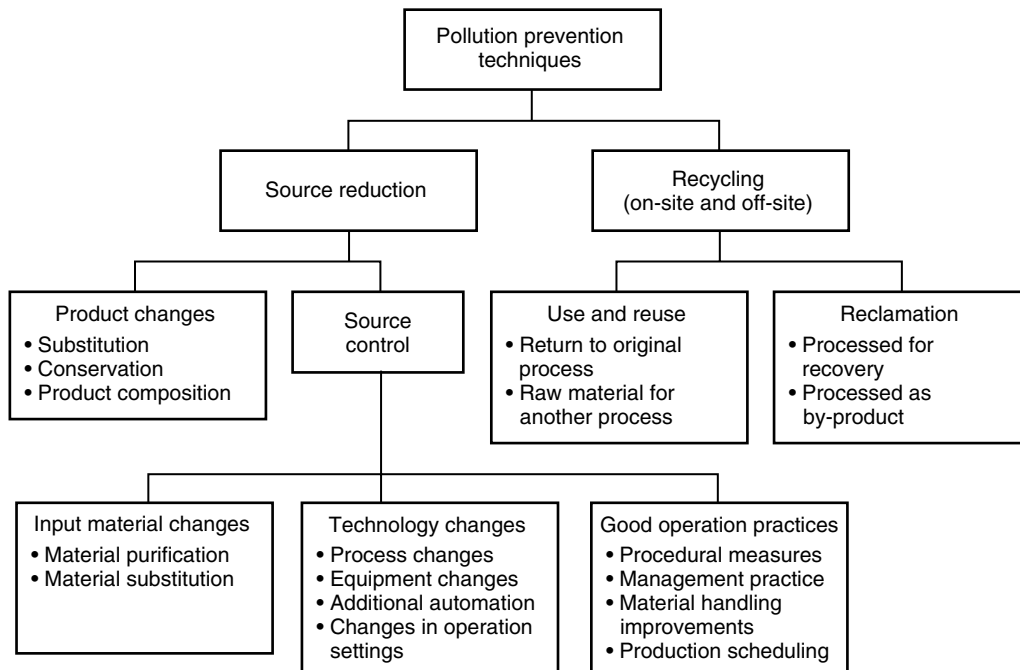 Pollution prevention
techniques
Source reduction
Recycling
(on-site and off-site)
Product changes
• Substitution
• Conservation
• Product composition
Source
control
Use and reuse
• Return to original
process
• Raw material for
another process
Reclamation
• Processed for
recovery
• Processed as
by-product
Input material changes
• Material purification
• Material substitution
Technology changes
• Process changes
• Equipment changes
• Additional automation
• Changes in operation
settings
Good operation practices
• Procedural measures
• Management practice
• Material handling
improvements
• Production scheduling